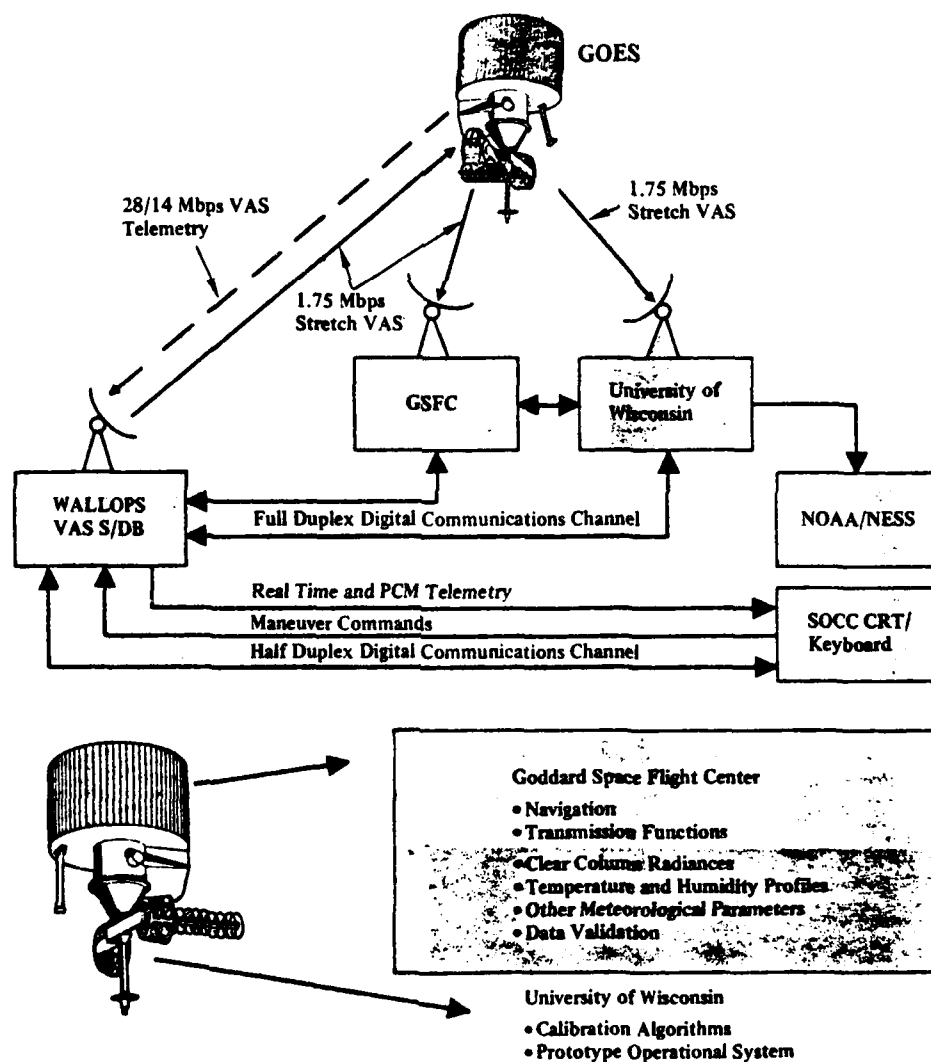 GOES
28/14 Mbps VAS
Telemetry
1.75 Mbps
Stretch VAS
1.75 Mbps
Stretch VAS
GSFC
University of
Wisconsin
WALLOPS
VAS S/DB
Full Duplex Digital Communications Channel
NOAA/NESS
Real Time and PCM Telemetry
Maneuver Commands
Half Duplex Digital Communications Channel
SOCC CRT/
Keyboard
Goddard Space Flight Center
• Navigation
• Transmission Functions
• Clear Column Radiances
• Temperature and Humidity Profiles
• Other Meteorological Parameters
• Data Validation
University of Wisconsin
• Calibration Algorithms
• Prototype Operational System